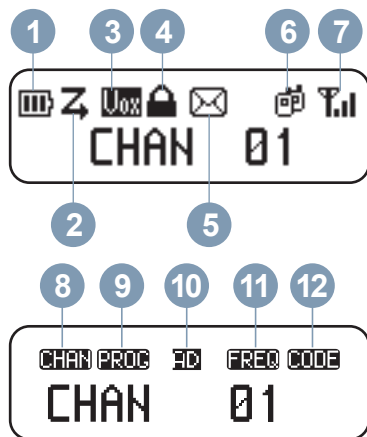 1 3 4 6 7
Vox
CHAN 01
2 5
8 9 10 11 12
CHAN PROG AD FREQ CODE
CHAN 01